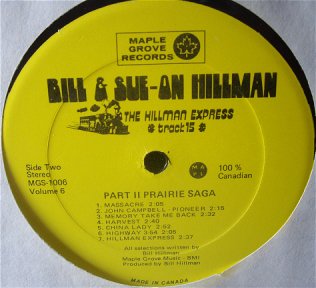 MAPLE
GROVE
RECORDS
BILL & SUE-ON HILLMAN
THE HILLMAN EXPRESS
* tract 15 *
Side Two
Stereo
MGS-1006
Volume 6
100 %
Canadian
PART II PRAIRIE SAGA
1. MASSACRE 2:05
2. JOHN CAMPBELL - PIONEER 2:19
3. MEMORY TAKE ME BACK 2:32
4. HARVEST 2:40
5. CHINA LADY 2:52
6. HIGHWAY 3:54
7. HILLMAN EXPRESS 2:37
All selections written by
Bill Hillman
Maple Grove Music - BMI
Produced by Bill Hillman
MADE IN CANADA